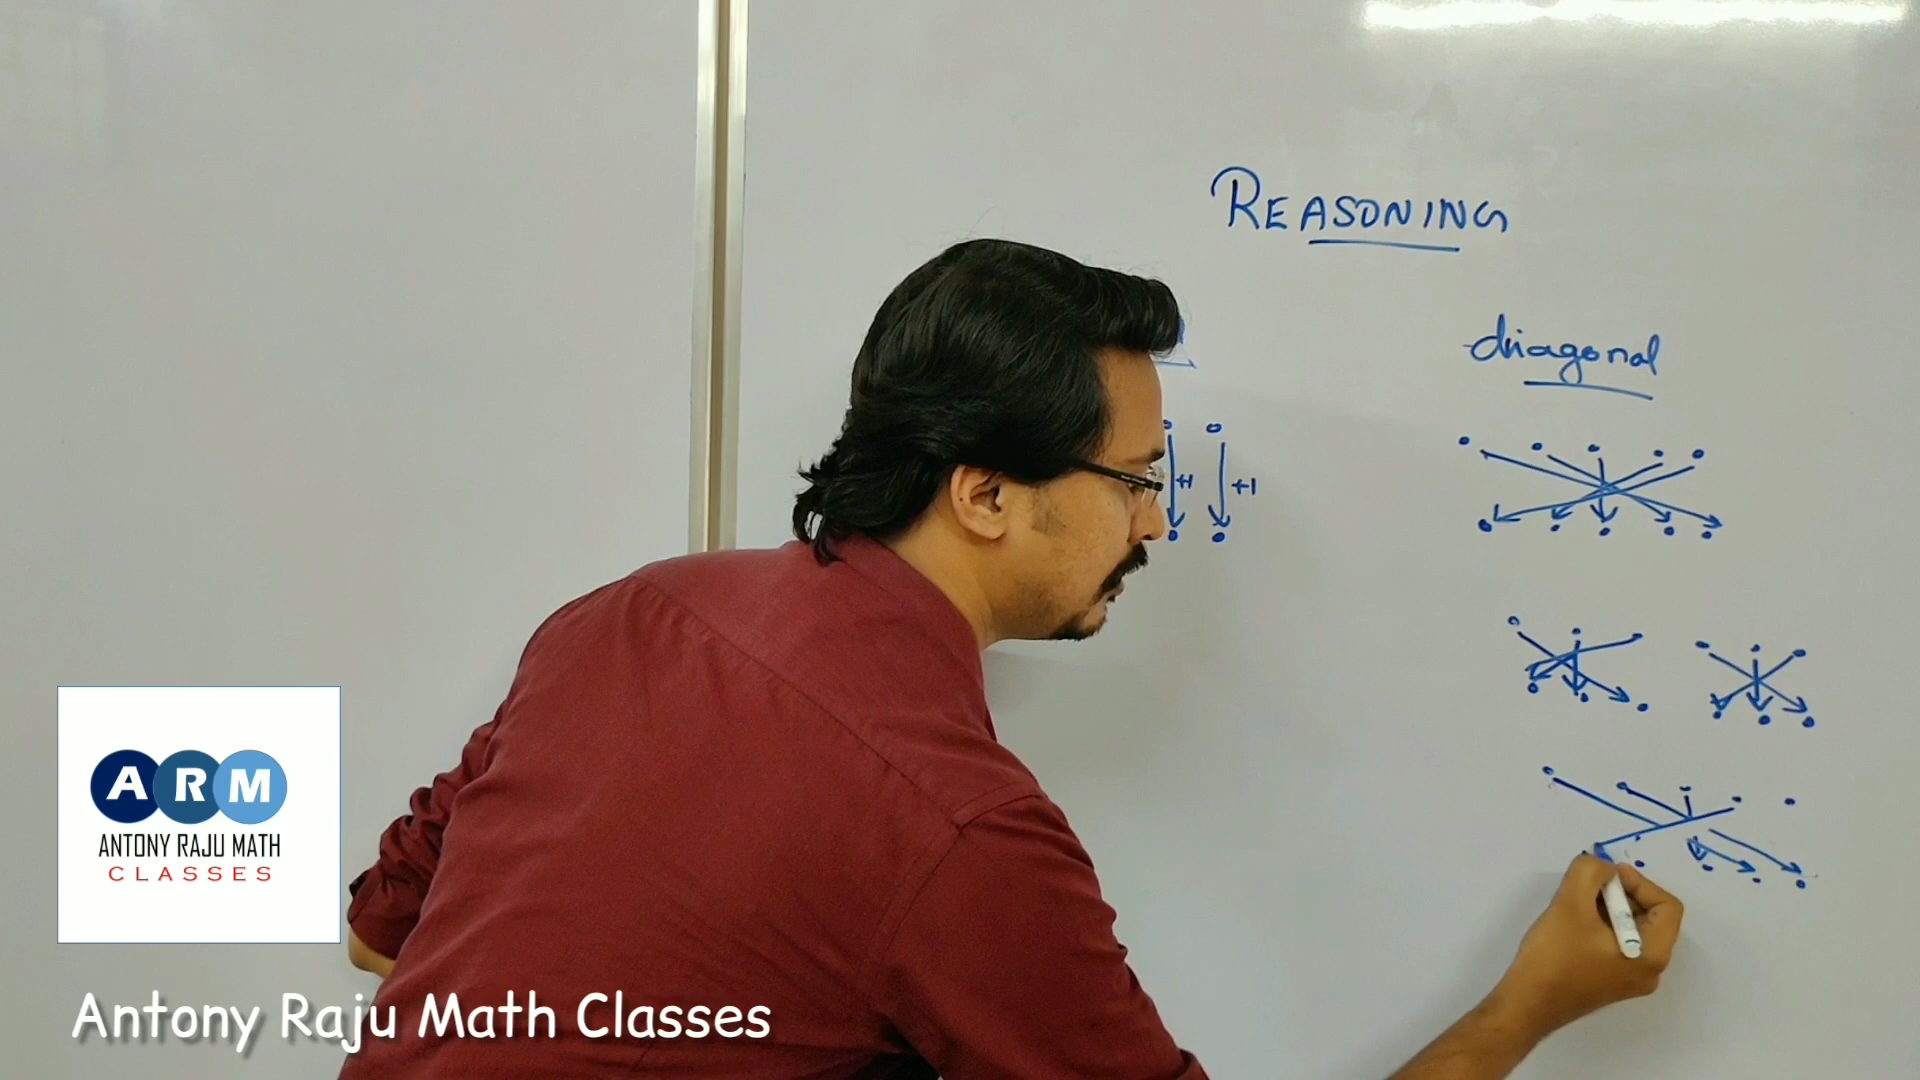 REASONING
diagonal
+1
+1
ARM
ANTONY RAJU MATH
CLASSES
Antony Raju Math Classes